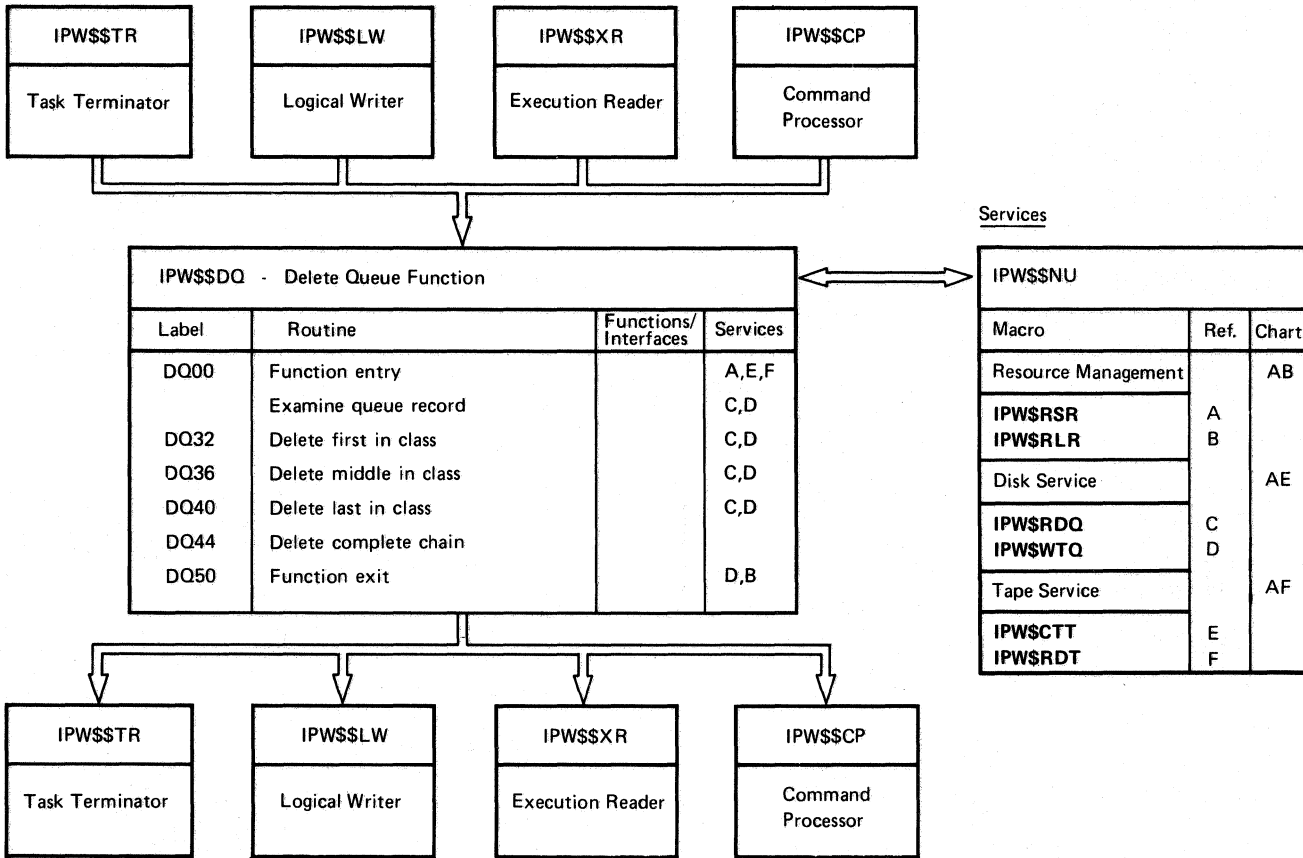 IPW$$TR IPW$$LW IPW$$XR IPW$$CP
Task Terminator Logical Writer Execution Reader Command
Processor
Services
IPW$$DQ - Delete Queue Function
IPW$$NU
Label Routine Functions/
Interfaces Services
Macro Ref. Chart
DQ00 Function entry A,E,F
Resource Management AB
Examine queue record C,D
IPW$RSR A
DQ32 Delete first in class C,D
IPW$RLR B
DQ36 Delete middle in class C,D
Disk Service AE
DQ40 Delete last in class C,D
IPW$RDQ C
DQ44 Delete complete chain
IPW$WTQ D
DQ50 Function exit D,B
Tape Service AF
IPW$CTT E
IPW$RDT F
IPW$$TR IPW$$LW IPW$$XR IPW$$CP
Task Terminator Logical Writer Execution Reader Command
Processor